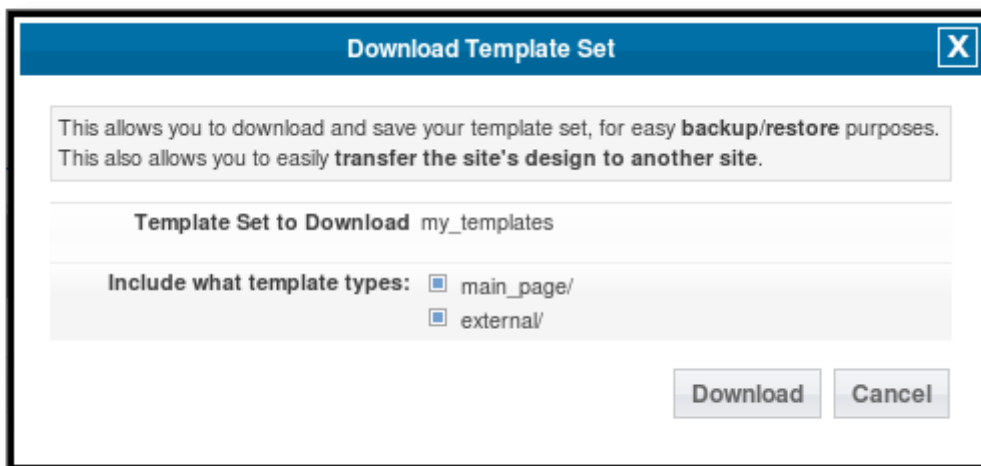 Download Template Set X
This allows you to download and save your template set, for easy backup/restore purposes.
This also allows you to easily transfer the site's design to another site.
Template Set to Download my_templates
Include what template types: main_page/
external/
Download Cancel